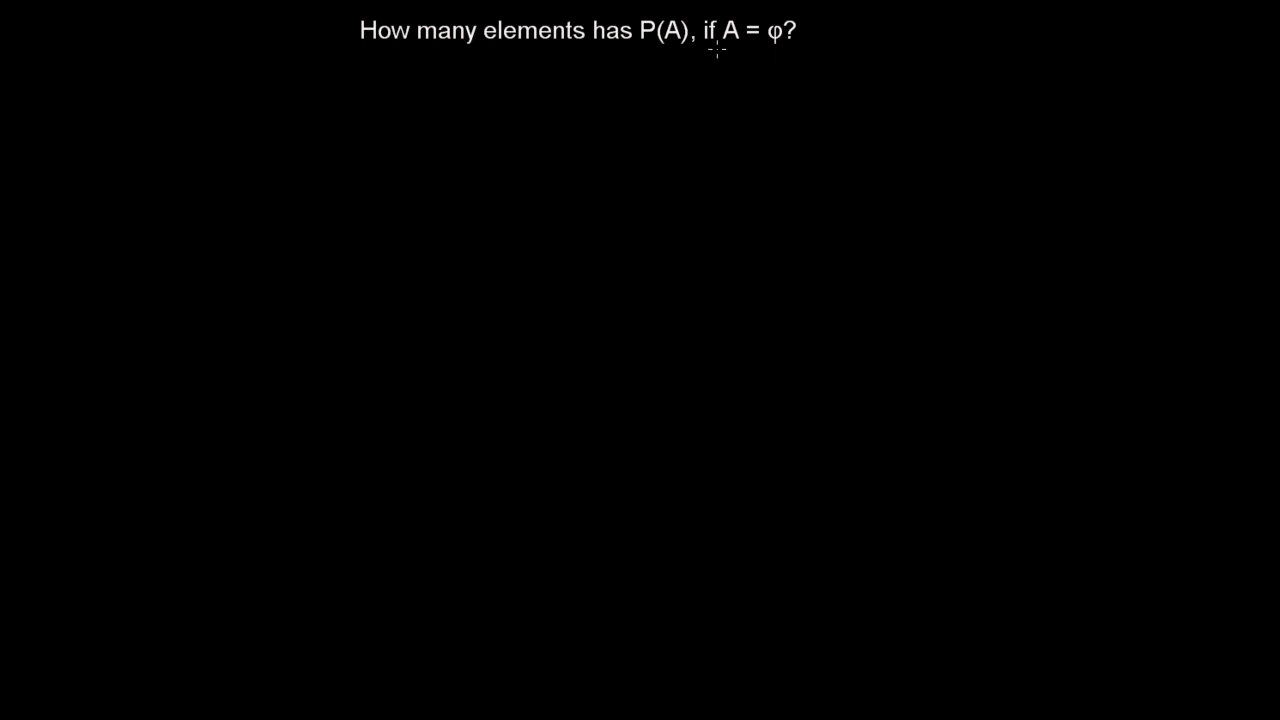 How many elements has P(A), if A = φ?